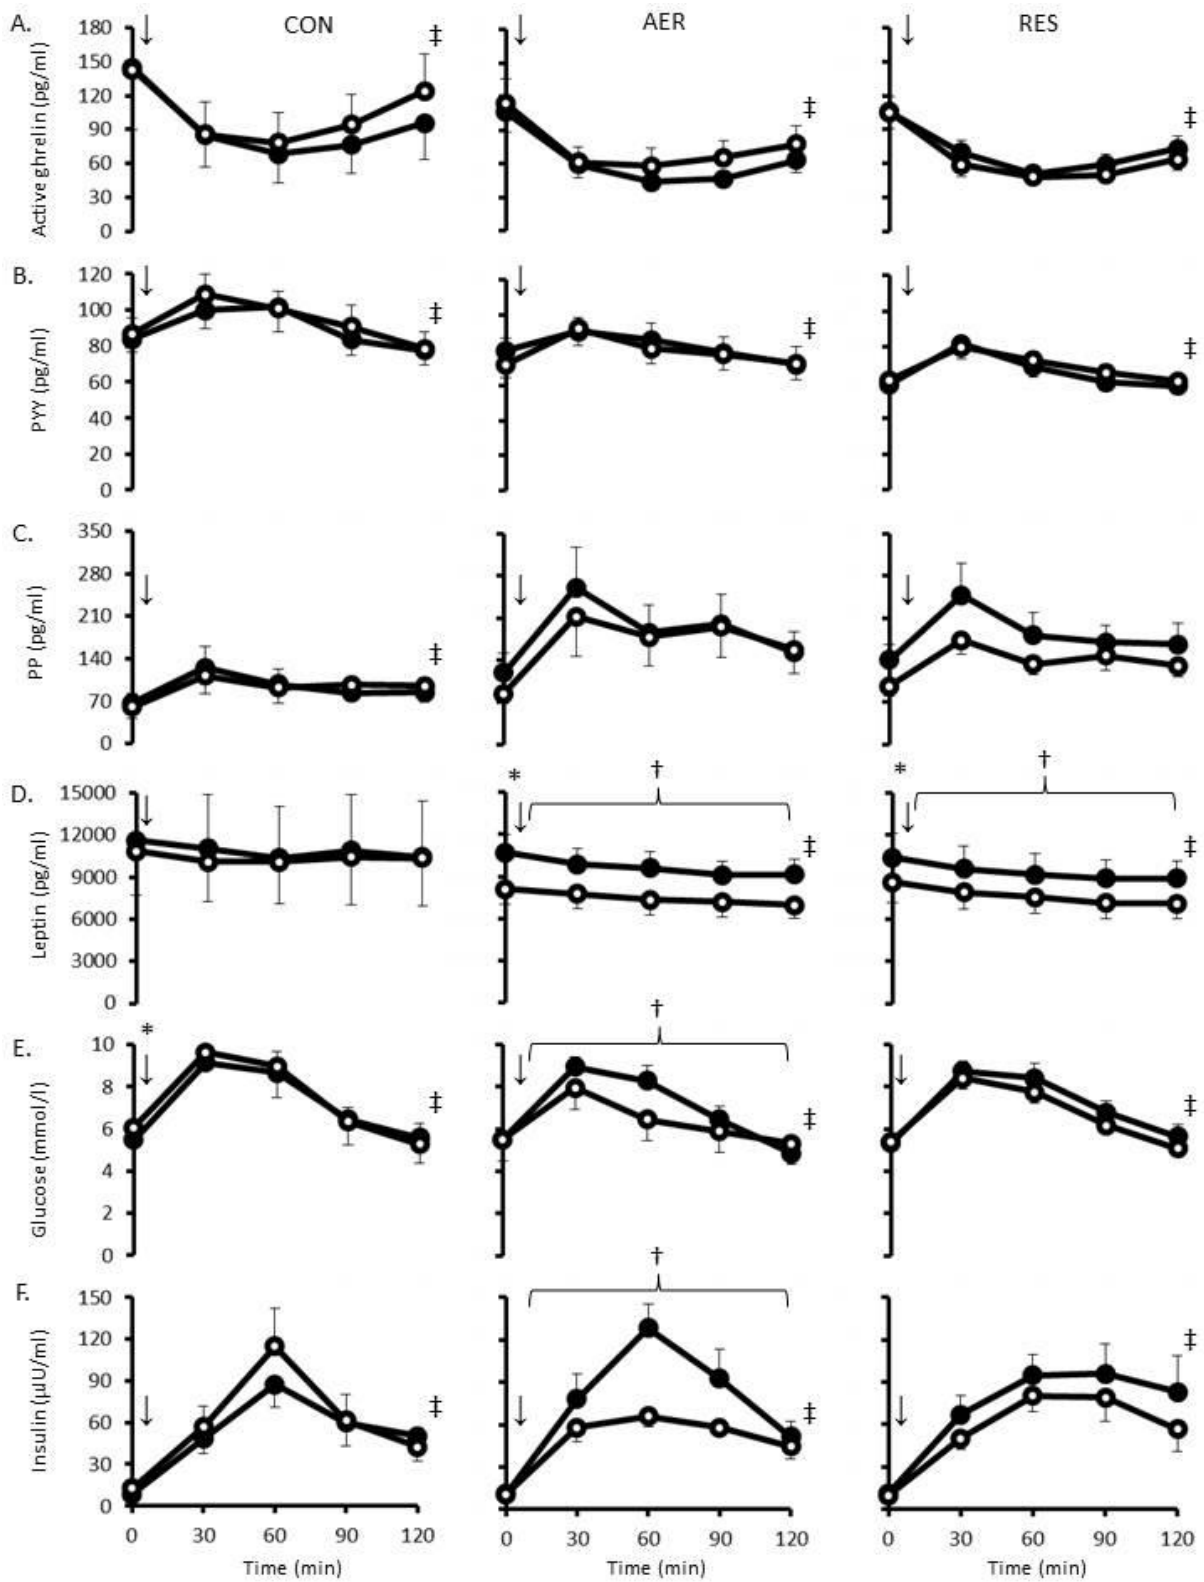 A.
CON
AER
RES
Active ghrelin (pg/ml)
180
150
120
90
60
30
0
↓
↓
↓
‡
‡
‡
B.
PYY (pg/ml)
120
100
80
60
40
20
0
↓
↓
↓
‡
‡
‡
C.
PP (pg/ml)
350
280
210
140
70
0
↓
↓
↓
‡
D.
Leptin (pg/ml)
15000
12000
9000
6000
3000
0
↓
* † ↓ ‡
* † ↓ ‡
E.
Glucose (mmol/l)
10
8
6
4
2
0
* ↓ ‡
† ↓ ‡
↓ ‡
F.
Insulin (µU/ml)
150
120
90
60
30
0
↓ ‡
† ↓ ‡
↓ ‡
0 30 60 90 120
0 30 60 90 120
0 30 60 90 120
Time (min)
Time (min)
Time (min)